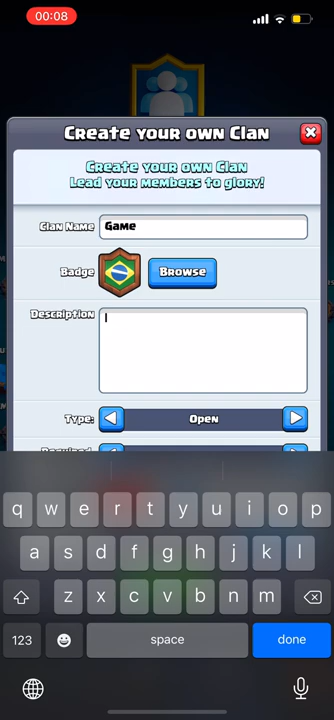 00:08
Create your own Clan
Create your own Clan
Lead your members to glory!
Clan Name
Game
Badge
Browse
Description
Type:
Open
Required
q w e r t y u i o p
a s d f g h j k l
z x c v b n m
123
space
done